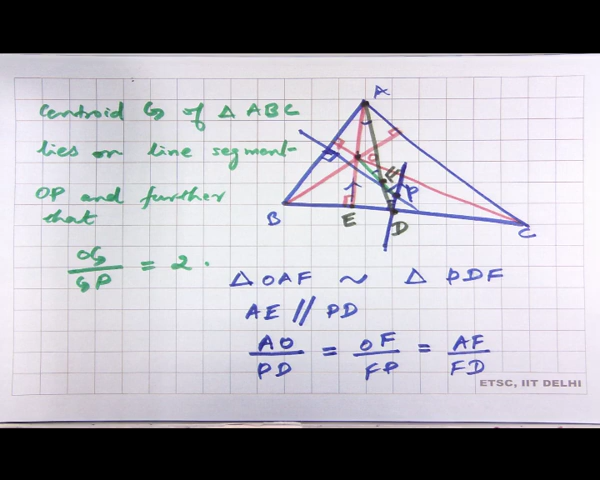 Centroid G of △ ABC
lies on line segment
OP and further
that
OG / GP = 2.
△ OAF ~ △ PDF
AE // PD
AO / PD = OF / FP = AF / FD
A
O
F
P
B
E
D
C
ETSC, IIT DELHI